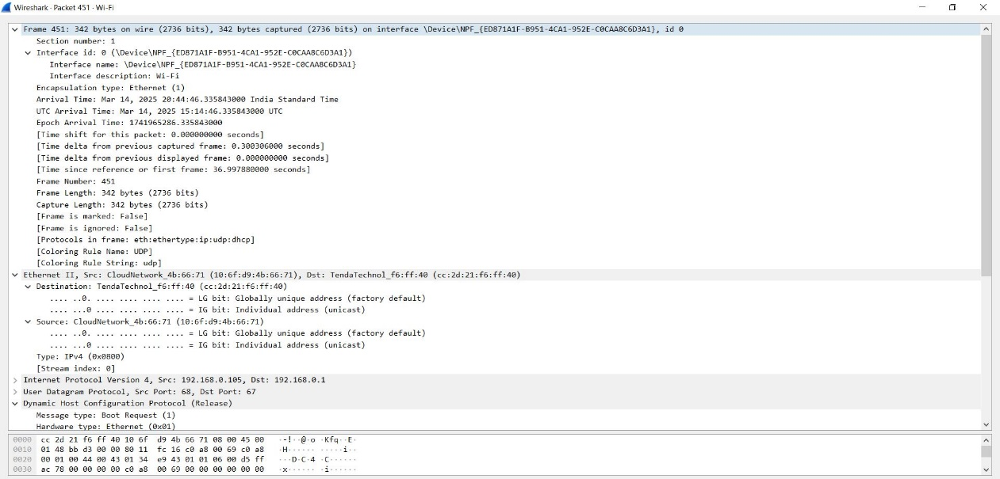 Wireshark · Packet 451 · Wi-Fi
Frame 451: 342 bytes on wire (2736 bits), 342 bytes captured (2736 bits) on interface \Device\NPF_{ED871A1F-B951-4CA1-952E-C0CAA8C6D3A1}, id 0
Section number: 1
Interface id: 0 (\Device\NPF_{ED871A1F-B951-4CA1-952E-C0CAA8C6D3A1})
Interface name: \Device\NPF_{ED871A1F-B951-4CA1-952E-C0CAA8C6D3A1}
Interface description: Wi-Fi
Encapsulation type: Ethernet (1)
Arrival Time: Mar 14, 2025 20:44:46.335843000 India Standard Time
UTC Arrival Time: Mar 14, 2025 15:14:46.335843000 UTC
Epoch Arrival Time: 1741965286.335843000
[Time shift for this packet: 0.000000000 seconds]
[Time delta from previous captured frame: 0.300306000 seconds]
[Time delta from previous displayed frame: 0.000000000 seconds]
[Time since reference or first frame: 36.997880000 seconds]
Frame Number: 451
Frame Length: 342 bytes (2736 bits)
Capture Length: 342 bytes (2736 bits)
[Frame is marked: False]
[Frame is ignored: False]
[Protocols in frame: eth:ethertype:ip:udp:dhcp]
[Coloring Rule Name: UDP]
[Coloring Rule String: udp]
Ethernet II, Src: CloudNetwork_4b:66:71 (10:6f:d9:4b:66:71), Dst: TendaTechnol_f6:ff:40 (cc:2d:21:f6:ff:40)
Destination: TendaTechnol_f6:ff:40 (cc:2d:21:f6:ff:40)
.... ..0. .... .... .... .... = LG bit: Globally unique address (factory default)
.... ...0 .... .... .... .... = IG bit: Individual address (unicast)
Source: CloudNetwork_4b:66:71 (10:6f:d9:4b:66:71)
.... ..0. .... .... .... .... = LG bit: Globally unique address (factory default)
.... ...0 .... .... .... .... = IG bit: Individual address (unicast)
Type: IPv4 (0x0800)
[Stream index: 0]
Internet Protocol Version 4, Src: 192.168.0.105, Dst: 192.168.0.1
User Datagram Protocol, Src Port: 68, Dst Port: 67
Dynamic Host Configuration Protocol (Release)
Message type: Boot Request (1)
Hardware type: Ethernet (0x01)
0000 cc 2d 21 f6 ff 40 10 6f d9 4b 66 71 08 00 45 00 ·-!··@·o ·Kfq··E·
0010 01 48 bb d3 00 00 80 11 fc 16 c0 a8 00 69 c0 a8 ·H······ ·····i··
0020 00 01 00 44 00 43 01 34 e9 43 01 01 06 00 d5 ff ···D·C·4 ·C······
0030 ac 78 00 00 00 00 c0 a8 00 69 00 00 00 00 00 00 ·x······ ·i······